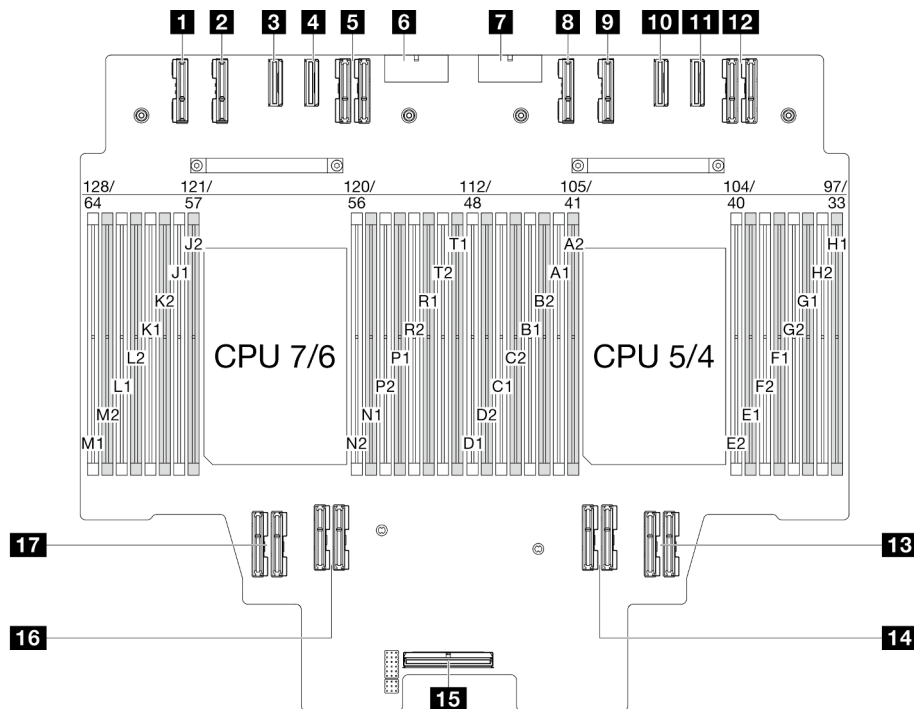 1 2 3 4 5 6 7 8 9 10 11 12
128/ 121/ 120/ 112/ 105/ 104/ 97/
64 57 56 48 41 40 33
J2 T1 A2 H1
J1 T2 A1 H2
K2 R1 B2 G1
K1 R2 B1 G2
CPU 7/6 CPU 5/4
L2 P1 C2 F1
L1 P2 C1 F2
M2 N1 D2 E1
M1 N2 D1 E2
17 13
16 14
15